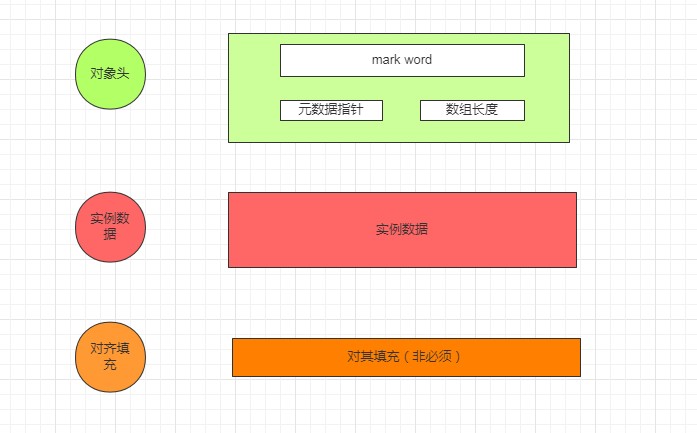 对象头
mark word
元数据指针
数组长度
实例数
据
实例数据
对齐填
充
对其填充（非必须）